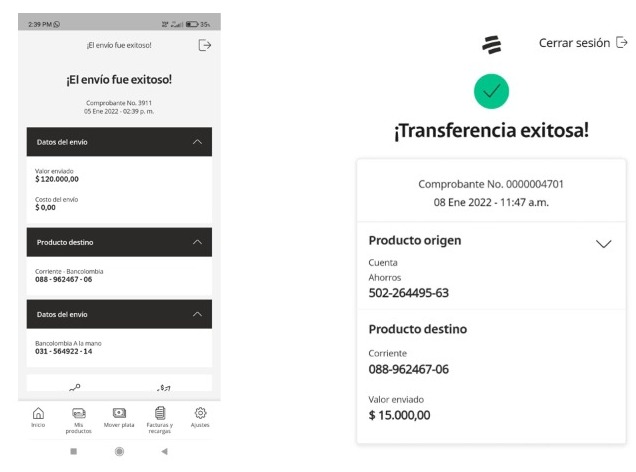 2:39 PM
35%
¡El envío fue exitoso!
¡El envío fue exitoso!
Comprobante No. 3911
05 Ene 2022 - 02:39 p. m.
Datos del envío
Valor enviado
$ 120.000,00
Costo del envío
$ 0,00
Producto destino
Corriente - Bancolombia
088 - 962467 - 06
Datos del envío
Bancolombia A la mano
031 - 564922 - 14
Inicio
Mis productos
Mover plata
Facturas y recargas
Ajustes
Cerrar sesión
¡Transferencia exitosa!
Comprobante No. 0000004701
08 Ene 2022 - 11:47 a.m.
Producto origen
Cuenta
Ahorros
502-264495-63
Producto destino
Corriente
088-962467-06
Valor enviado
$ 15.000,00